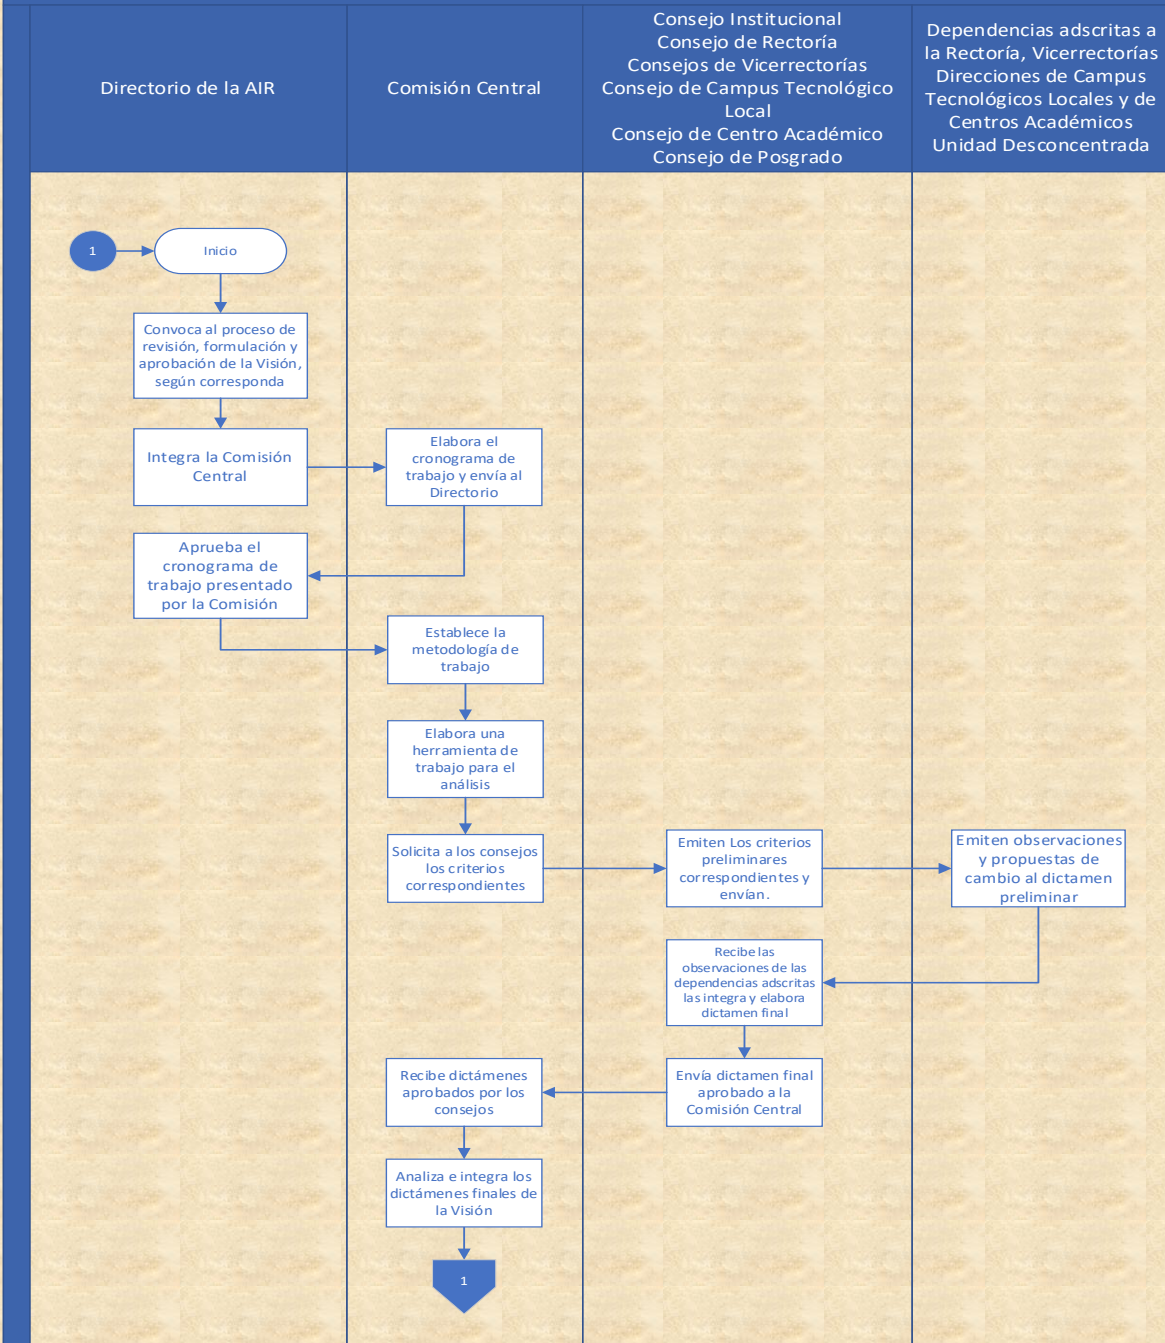 Directorio de la AIR
Comisión Central
Consejo Institucional
Consejo de Rectoría
Consejos de Vicerrectorías
Consejo de Campus Tecnológico
Local
Consejo de Centro Académico
Consejo de Posgrado
Dependencias adscritas a
la Rectoría, Vicerrectorías
Direcciones de Campus
Tecnológicos Locales y de
Centros Académicos
Unidad Desconcentrada
1
Inicio
Convoca al proceso de
revisión, formulación y
aprobación de la Visión,
según corresponda
Integra la Comisión
Central
Elabora el
cronograma de
trabajo y envía al
Directorio
Aprueba el
cronograma de
trabajo presentado
por la Comisión
Establece la
metodología de
trabajo
Elabora una
herramienta de
trabajo para el
análisis
Solicita a los consejos
los criterios
correspondientes
Emiten Los criterios
preliminares
correspondientes y
envían.
Emiten observaciones
y propuestas de
cambio al dictamen
preliminar
Recibe las
observaciones de las
dependencias adscritas
las integra y elabora
dictamen final
Envía dictamen final
aprobado a la
Comisión Central
Recibe dictámenes
aprobados por los
consejos
Analiza e integra los
dictámenes finales de
la Visión
1